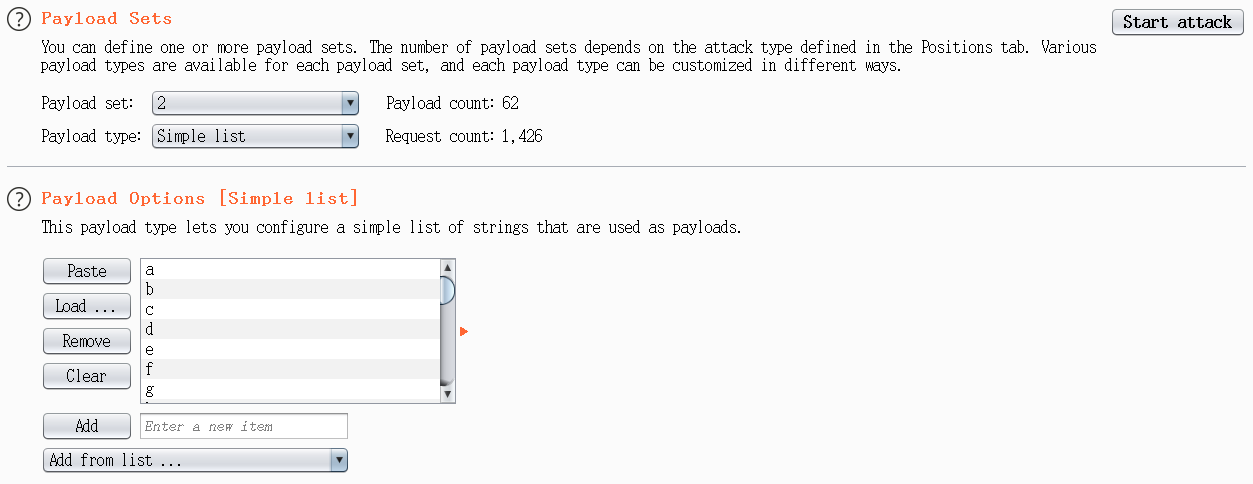 Payload Sets
Start attack
You can define one or more payload sets. The number of payload sets depends on the attack type defined in the Positions tab. Various
payload types are available for each payload set, and each payload type can be customized in different ways.
Payload set: 2 Payload count: 62
Payload type: Simple list Request count: 1,426
Payload Options [Simple list]
This payload type lets you configure a simple list of strings that are used as payloads.
Paste
Load ...
Remove
Clear
a
b
c
d
e
f
g
Add Enter a new item
Add from list ...